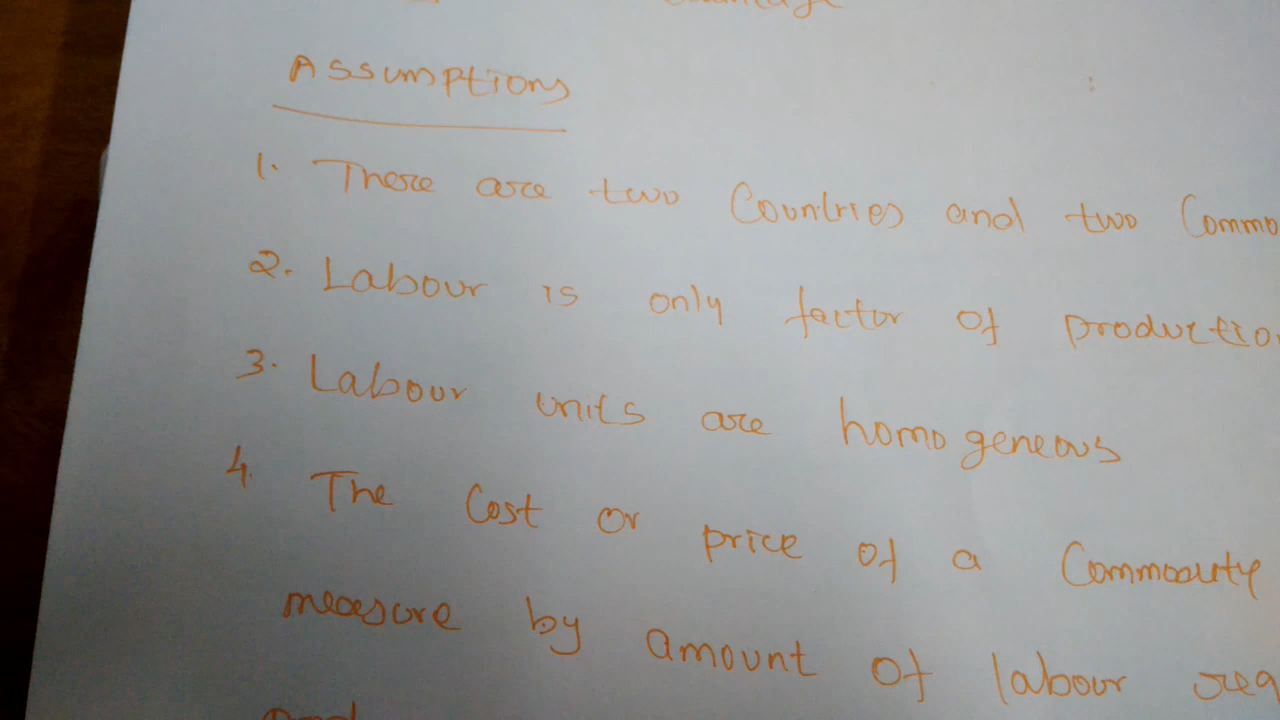 Assumptions
1. There are two Countries and two Commo
2. Labour is only factor of productio
3. Labour units are homogeneous
4. The Cost or price of a Commodity
measure by amount of labour req